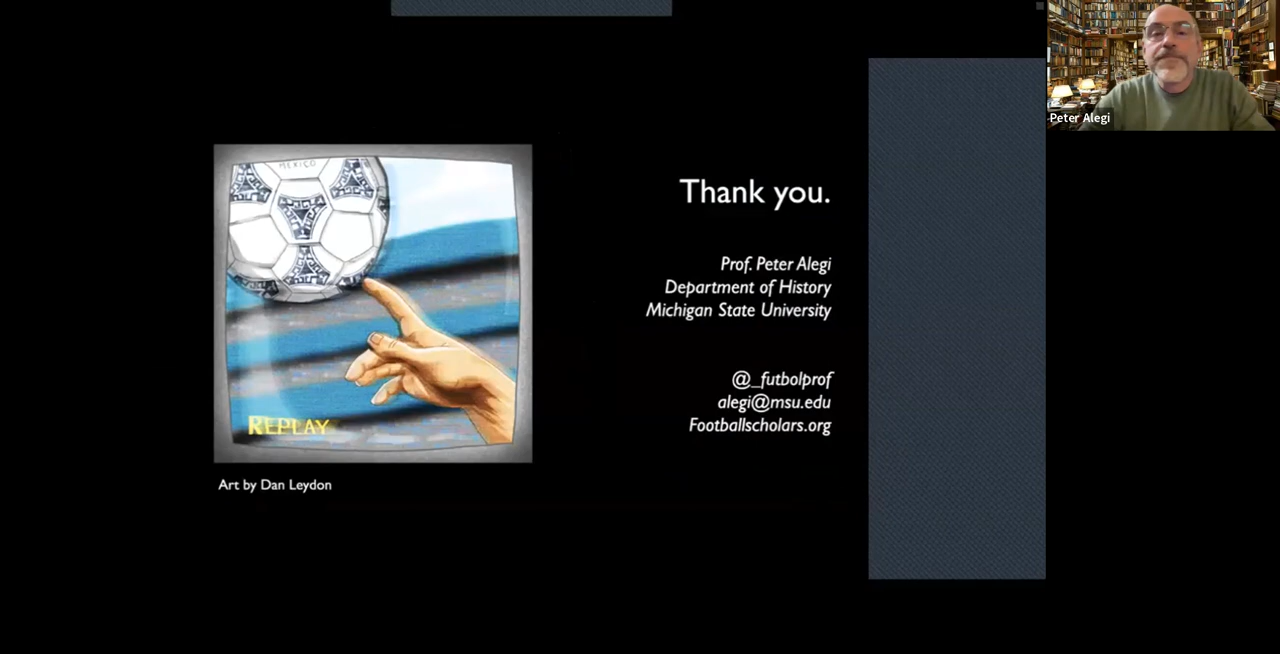 Peter Alegi
MEXICO
REPLAY
Art by Dan Leydon
Thank you.
Prof. Peter Alegi
Department of History
Michigan State University
@_futbolprof
alegi@msu.edu
Footballscholars.org